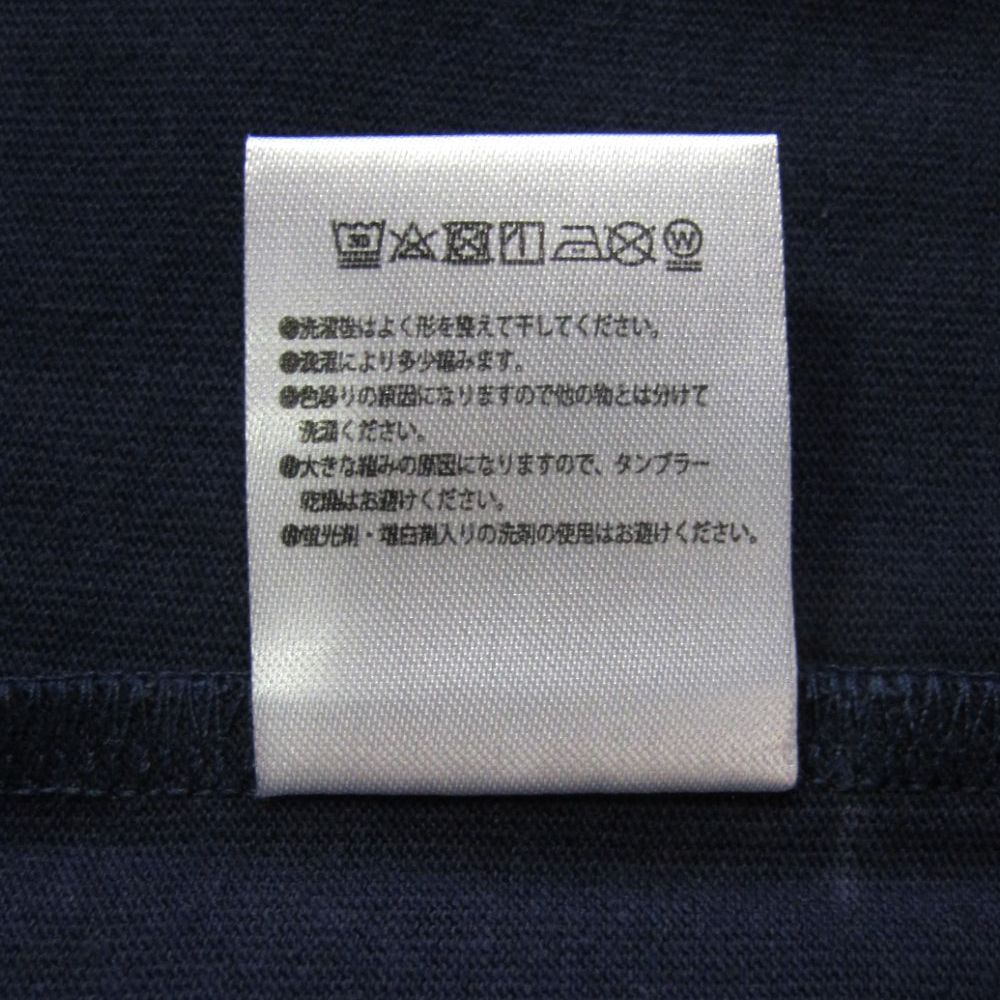 30
W
●洗濯後はよく形を整えて干してください。
●洗濯により多少縮みます。
●色移りの原因になりますので他の物とは分けて
洗濯ください。
●大きな縮みの原因になりますので、タンブラー
乾燥はお避けください。
●蛍光剤・増白剤入りの洗剤の使用はお避けください。